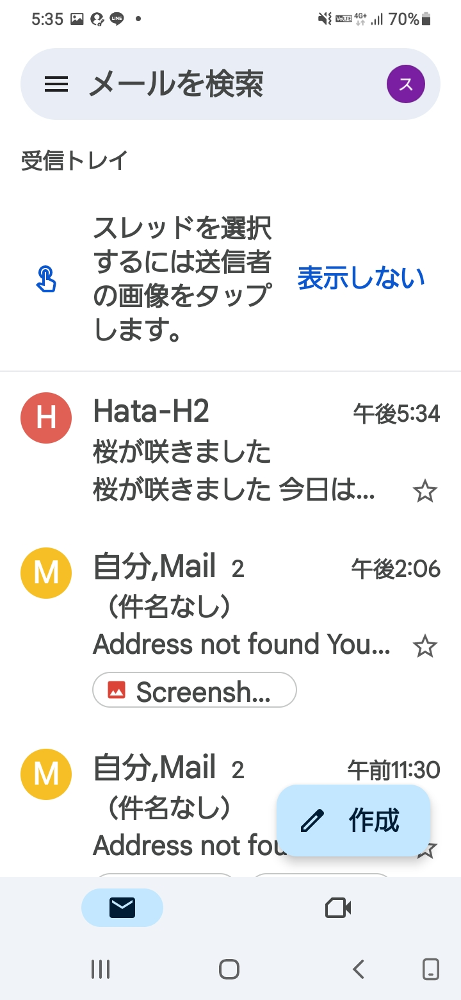 5:35 LINE VoLTE 4G+ 70%
メールを検索 ス
受信トレイ
スレッドを選択
するには送信者
の画像をタップ
します。
表示しない
H Hata-H2 午後5:34
桜が咲きました
桜が咲きました 今日は...
M 自分,Mail 2 午後2:06
（件名なし）
Address not found You...
Screensh...
M 自分,Mail 2 午前11:30
（件名なし）
Address not fou
作成